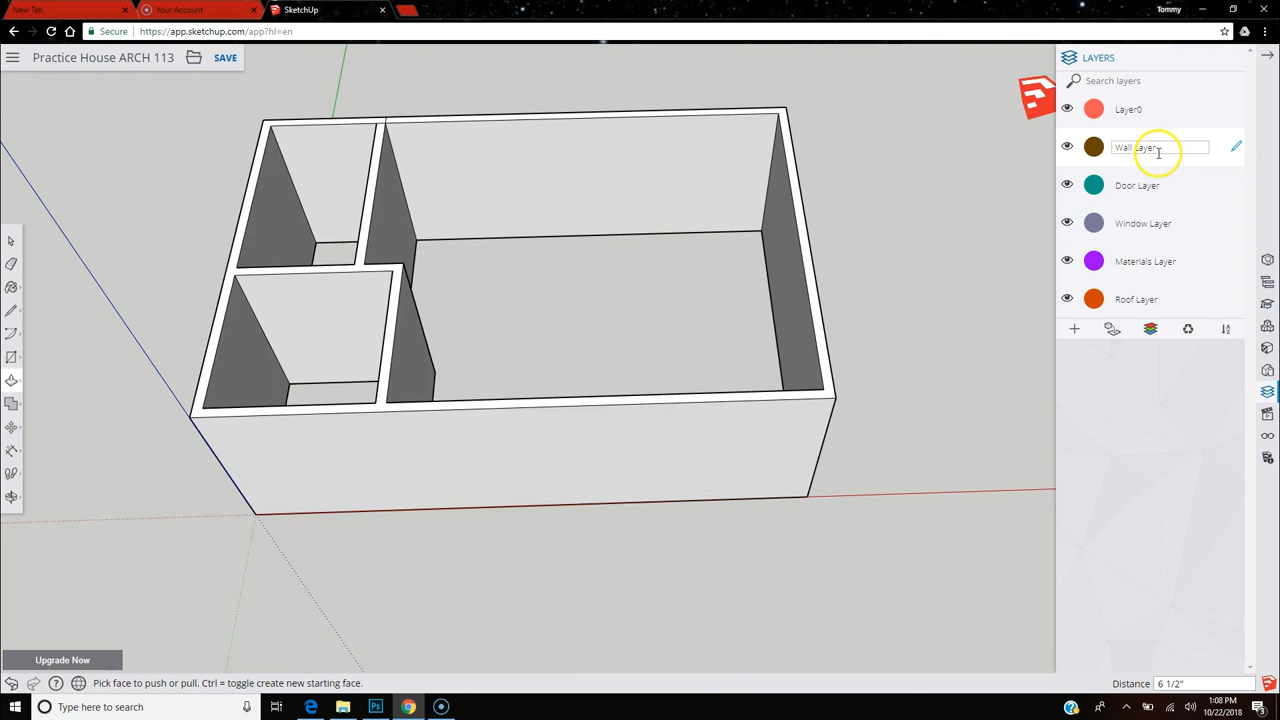 New Tab
Your Account
SketchUp
Tommy
Secure
https://app.sketchup.com/app?hl=en
Practice House ARCH 113
SAVE
LAYERS
Search layers
Layer0
Wall Layer
Door Layer
Window Layer
Materials Layer
Roof Layer
Upgrade Now
Pick face to push or pull. Ctrl = toggle create new starting face.
Distance
6 1/2"
Type here to search
Ps
1:08 PM
10/22/2018